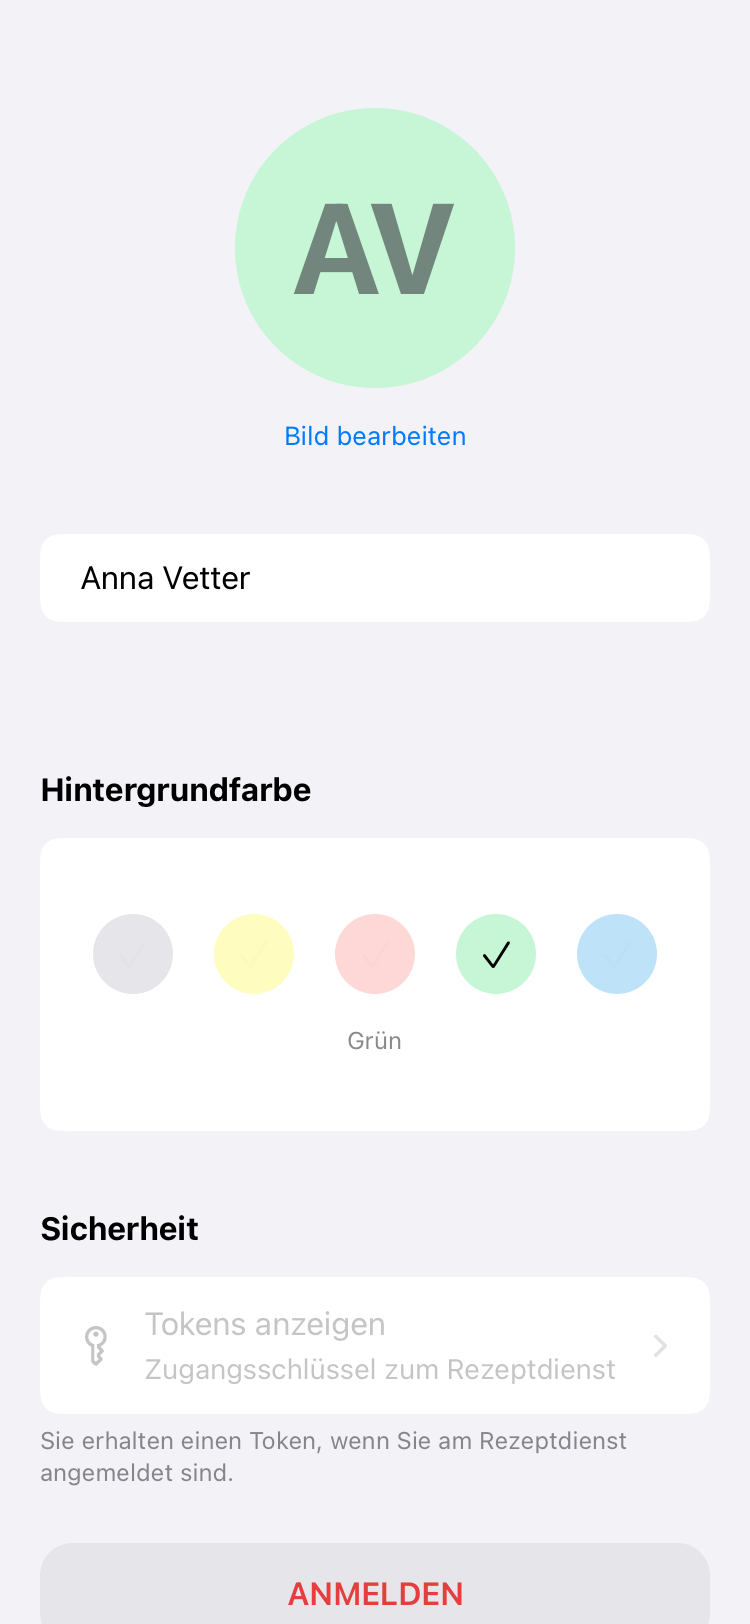 AV
Bild bearbeiten
Anna Vetter
Hintergrundfarbe
Grün
Sicherheit
Tokens anzeigen
Zugangsschlüssel zum Rezeptdienst
Sie erhalten einen Token, wenn Sie am Rezeptdienst
angemeldet sind.
ANMELDEN